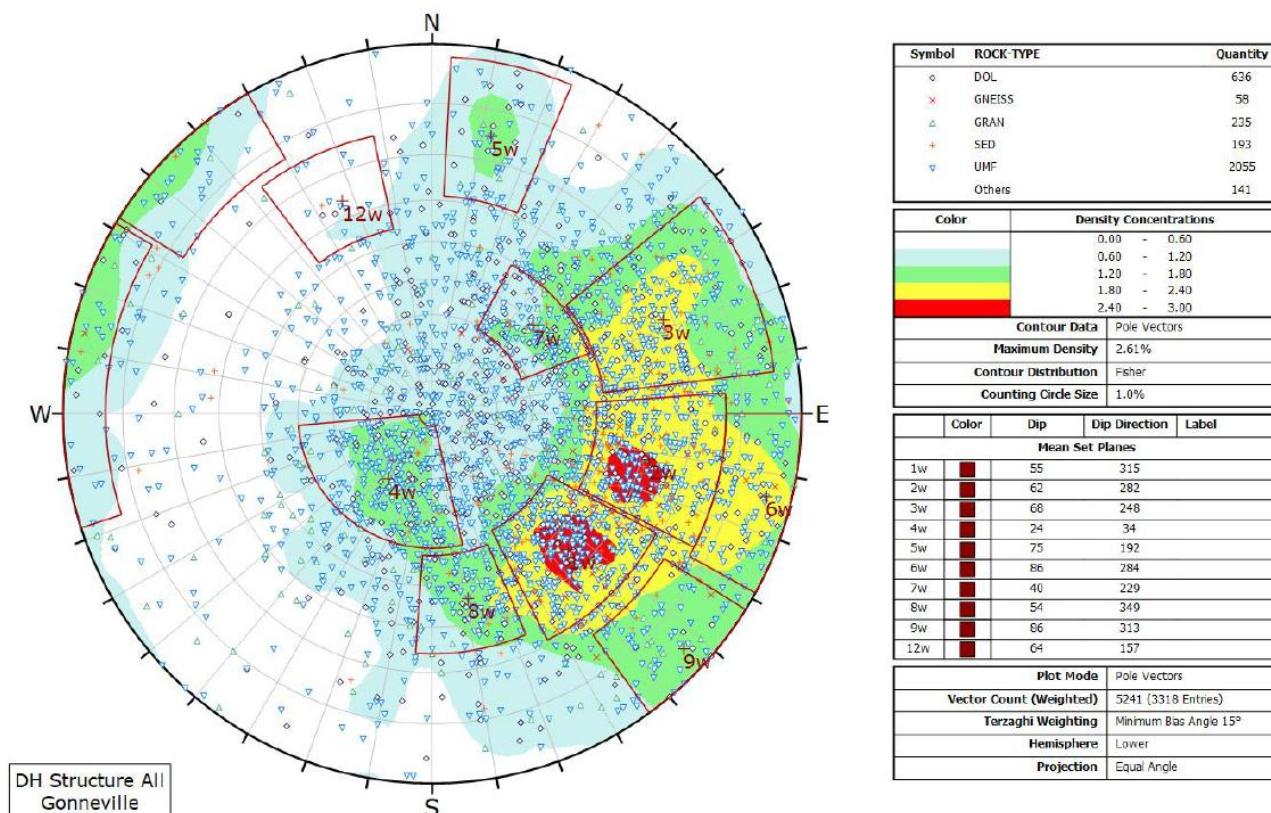 N
5w
12w
7w
3w
W
E
w
4w
6w
1w
8w
9w
S
DH Structure All
Gonneville
Symbol ROCK-TYPE Quantity
DOL 636
GNEISS 58
GRAN 235
SED 193
UMF 2055
Others 141
Color Density Concentrations
0.00 - 0.60
0.60 - 1.20
1.20 - 1.80
1.80 - 2.40
2.40 - 3.00
Contour Data Pole Vectors
Maximum Density 2.61%
Contour Distribution Fisher
Counting Circle Size 1.0%
Color Dip Dip Direction Label
Mean Set Planes
1w 55 315
2w 62 282
3w 68 248
4w 24 34
5w 75 192
6w 86 284
7w 40 229
8w 54 349
9w 86 313
12w 64 157
Plot Mode Pole Vectors
Vector Count (Weighted) 5241 (3318 Entries)
Terzaghi Weighting Minimum Bias Angle 15°
Hemisphere Lower
Projection Equal Angle